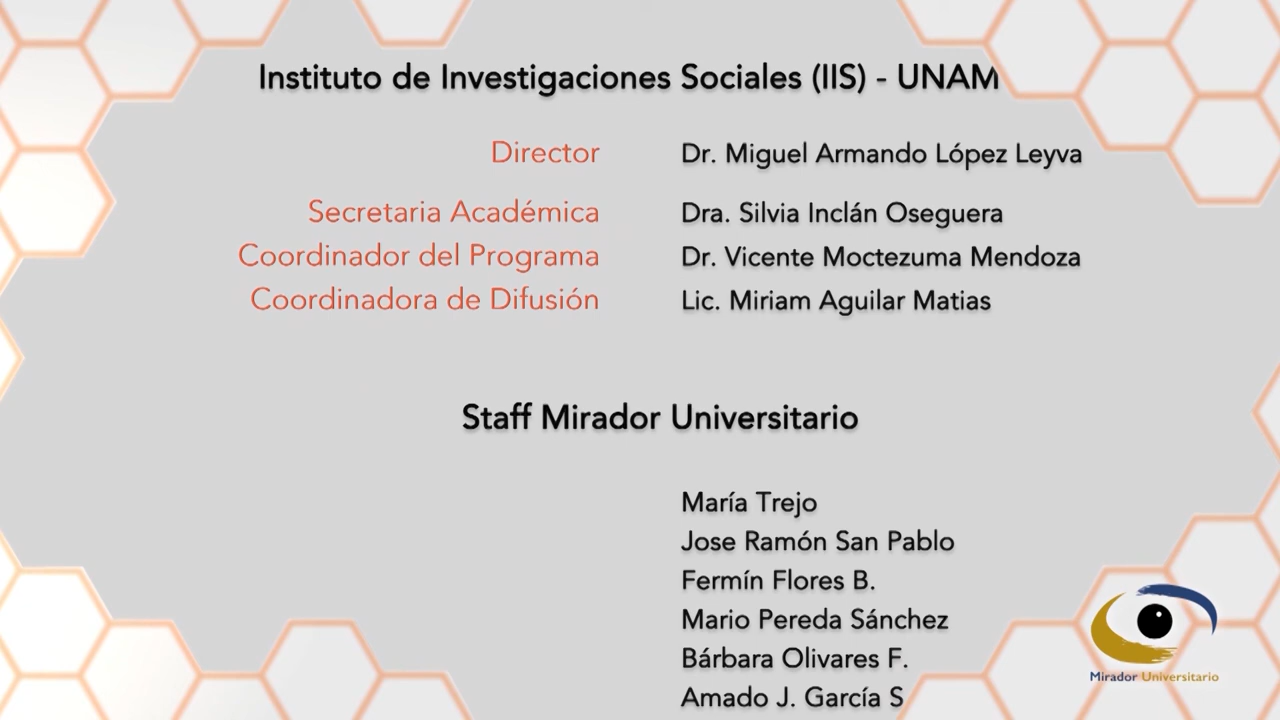 Instituto de Investigaciones Sociales (IIS) - UNAM
Director Dr. Miguel Armando López Leyva
Secretaria Académica Dra. Silvia Inclán Oseguera
Coordinador del Programa Dr. Vicente Moctezuma Mendoza
Coordinadora de Difusión Lic. Miriam Aguilar Matias
Staff Mirador Universitario
María Trejo
Jose Ramón San Pablo
Fermín Flores B.
Mario Pereda Sánchez
Bárbara Olivares F.
Amado J. García S
Mirador Universitario